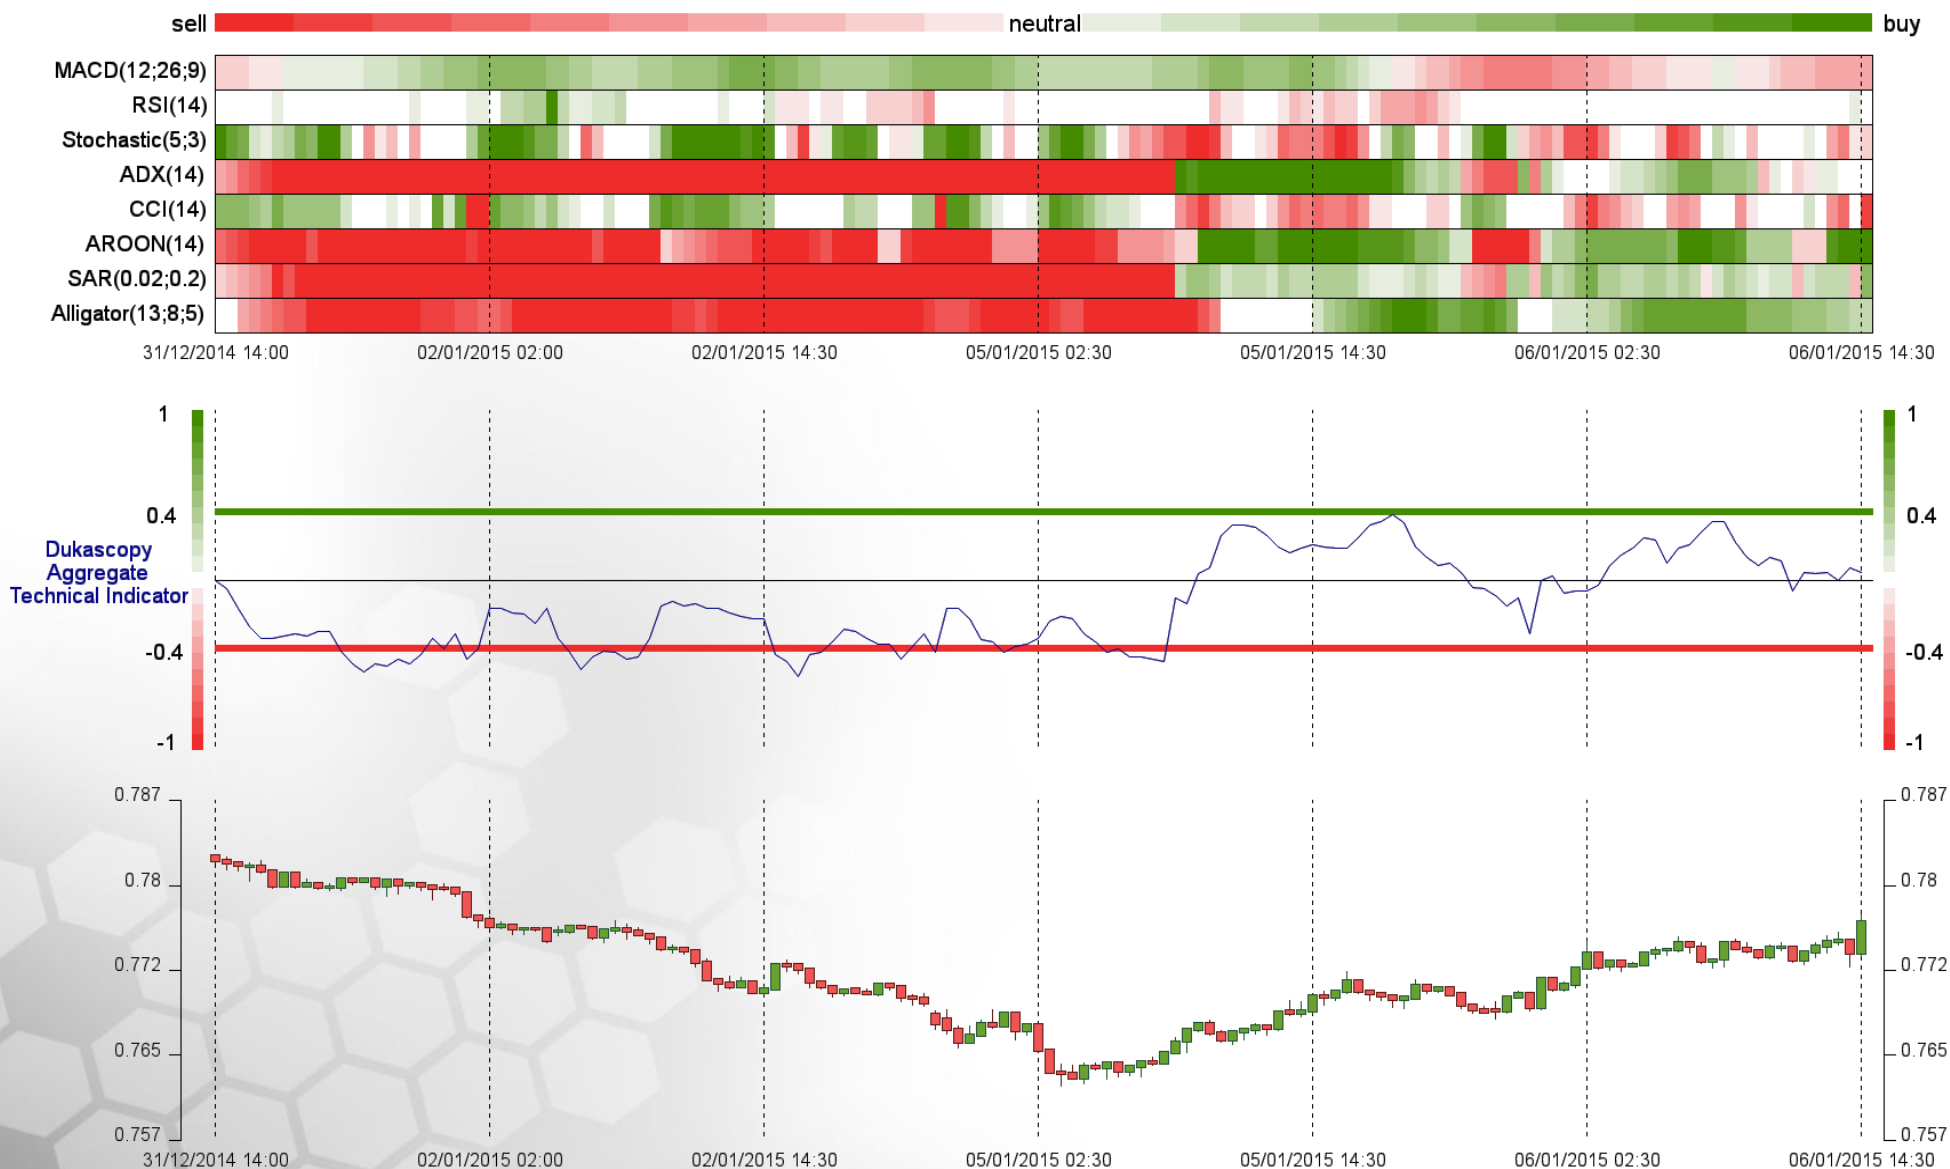 sell neutral buy
MACD(12;26;9)
RSI(14)
Stochastic(5;3)
ADX(14)
CCI(14)
AROON(14)
SAR(0.02;0.2)
Alligator(13;8;5)
31/12/2014 14:00 02/01/2015 02:00 02/01/2015 14:30 05/01/2015 02:30 05/01/2015 14:30 06/01/2015 02:30 06/01/2015 14:30
1 1
0.4 0.4
Dukascopy
Aggregate
Technical Indicator
-0.4 -0.4
-1 -1
0.787 0.787
0.78 0.78
0.772 0.772
0.765 0.765
0.757 0.757
31/12/2014 14:00 02/01/2015 02:00 02/01/2015 14:30 05/01/2015 02:30 05/01/2015 14:30 06/01/2015 02:30 06/01/2015 14:30